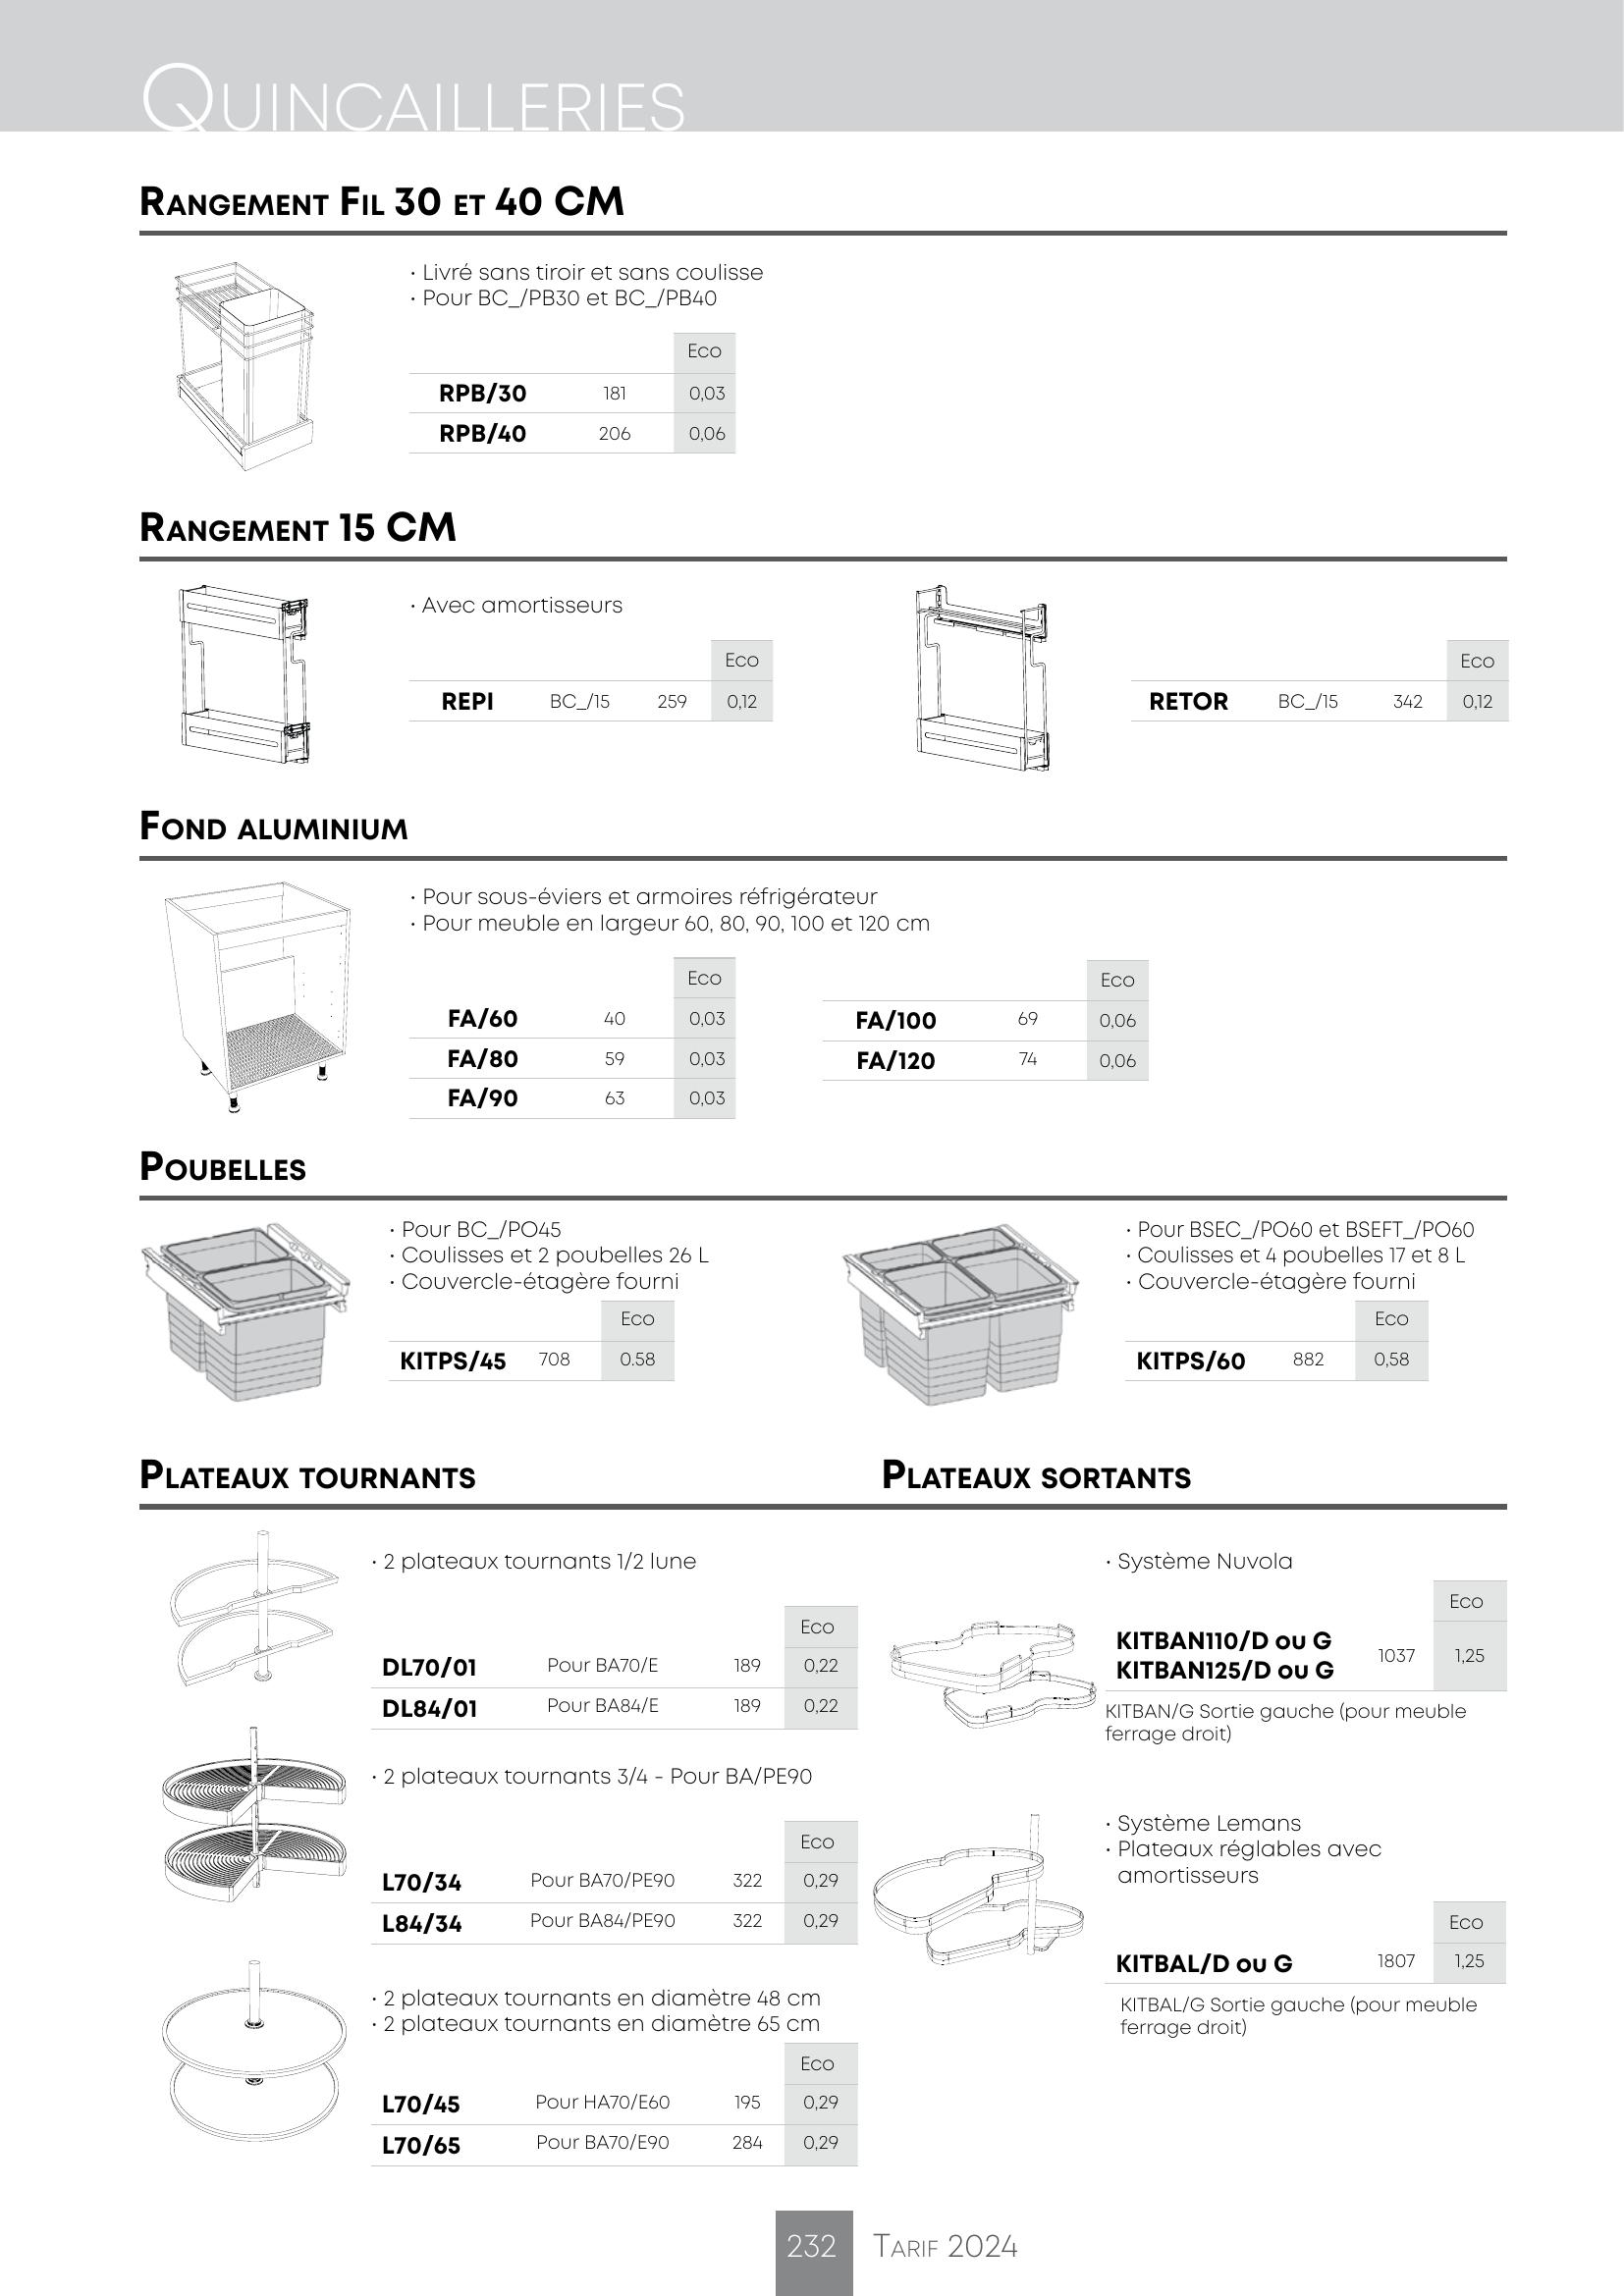 QUINCAILLERIES
RANGEMENT FIL 30 ET 40 CM
· Livré sans tiroir et sans coulisse
· Pour BC_/PB30 et BC_/PB40
Eco
RPB/30 181 0,03
RPB/40 206 0,06
RANGEMENT 15 CM
· Avec amortisseurs
Eco
REPI BC_/15 259 0,12
Eco
RETOR BC_/15 342 0,12
FOND ALUMINIUM
· Pour sous-éviers et armoires réfrigérateur
· Pour meuble en largeur 60, 80, 90, 100 et 120 cm
Eco
FA/60 40 0,03
FA/80 59 0,03
FA/90 63 0,03
Eco
FA/100 69 0,06
FA/120 74 0,06
POUBELLES
· Pour BC_/PO45
· Coulisses et 2 poubelles 26 L
· Couvercle-étagère fourni
Eco
KITPS/45 708 0.58
· Pour BSEC_/PO60 et BSEFT_/PO60
· Coulisses et 4 poubelles 17 et 8 L
· Couvercle-étagère fourni
Eco
KITPS/60 882 0,58
PLATEAUX TOURNANTS
· 2 plateaux tournants 1/2 lune
Eco
DL70/01 Pour BA70/E 189 0,22
DL84/01 Pour BA84/E 189 0,22
· 2 plateaux tournants 3/4 - Pour BA/PE90
Eco
L70/34 Pour BA70/PE90 322 0,29
L84/34 Pour BA84/PE90 322 0,29
· 2 plateaux tournants en diamètre 48 cm
· 2 plateaux tournants en diamètre 65 cm
Eco
L70/45 Pour HA70/E60 195 0,29
L70/65 Pour BA70/E90 284 0,29
PLATEAUX SORTANTS
· Système Nuvola
Eco
KITBAN110/D ou G
KITBAN125/D ou G
1037 1,25
KITBAN/G Sortie gauche (pour meuble
ferrage droit)
· Système Lemans
· Plateaux réglables avec
amortisseurs
Eco
KITBAL/D ou G 1807 1,25
KITBAL/G Sortie gauche (pour meuble
ferrage droit)
232 TARIF 2024